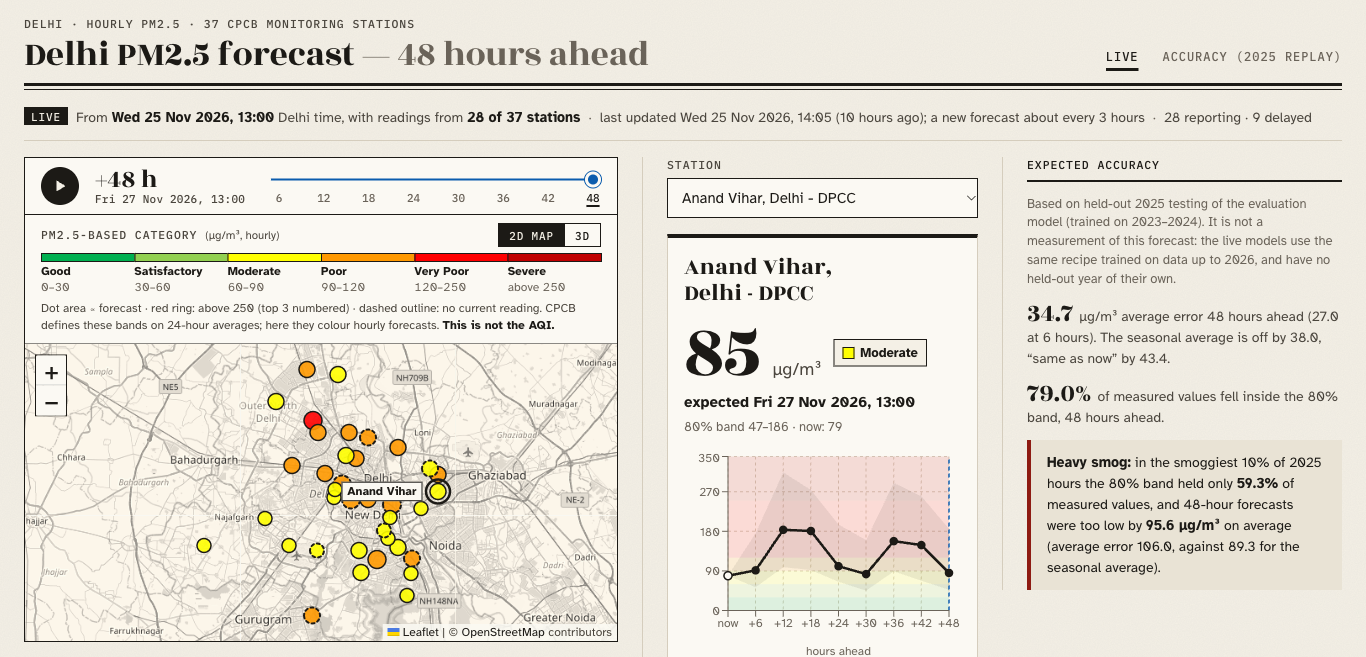 DELHI · HOURLY PM2.5 · 37 CPCB MONITORING STATIONS
Delhi PM2.5 forecast — 48 hours ahead
LIVE
ACCURACY (2025 REPLAY)
LIVE From Wed 25 Nov 2026, 13:00 Delhi time, with readings from 28 of 37 stations · last updated Wed 25 Nov 2026, 14:05 (10 hours ago); a new forecast about every 3 hours · 28 reporting · 9 delayed
+48 h
Fri 27 Nov 2026, 13:00
6 12 18 24 30 36 42 48
PM2.5-BASED CATEGORY (µg/m³, hourly)
2D MAP 3D
Good Satisfactory Moderate Poor Very Poor Severe
0–30 30–60 60–90 90–120 120–250 above 250
Dot area ∝ forecast · red ring: above 250 (top 3 numbered) · dashed outline: no current reading. CPCB
defines these bands on 24-hour averages; here they colour hourly forecasts. This is not the AQI.
+
−
Sampla
NE5
NH709B
Modinaga
Muradnagar
Delhi
Loni
Ghaziabad
Chhara
Bahadurgarh
Bahadurgarh
Delhi
Ghaziabad
Anand Vihar
NE-2
hajjar
Najafgarh
Noida
Dadri
Dadri
Jhajjar
NH148NA
Gurugram
Greater Noida
Farrukhnagar
Leaflet | © OpenStreetMap contributors
STATION
Anand Vihar, Delhi - DPCC
Anand Vihar,
Delhi - DPCC
85 µg/m³
Moderate
expected Fri 27 Nov 2026, 13:00
80% band 47–186 · now: 79
350
270
180
90
0
now +6 +12 +18 +24 +30 +36 +42 +48
hours ahead
EXPECTED ACCURACY
Based on held-out 2025 testing of the evaluation
model (trained on 2023–2024). It is not a
measurement of this forecast: the live models use the
same recipe trained on data up to 2026, and have no
held-out year of their own.
34.7 µg/m³ average error 48 hours ahead (27.0
at 6 hours). The seasonal average is off by 38.0,
“same as now” by 43.4.
79.0% of measured values fell inside the 80%
band, 48 hours ahead.
Heavy smog: in the smoggiest 10% of 2025
hours the 80% band held only 59.3% of
measured values, and 48-hour forecasts
were too low by 95.6 µg/m³ on average
(average error 106.0, against 89.3 for the
seasonal average).